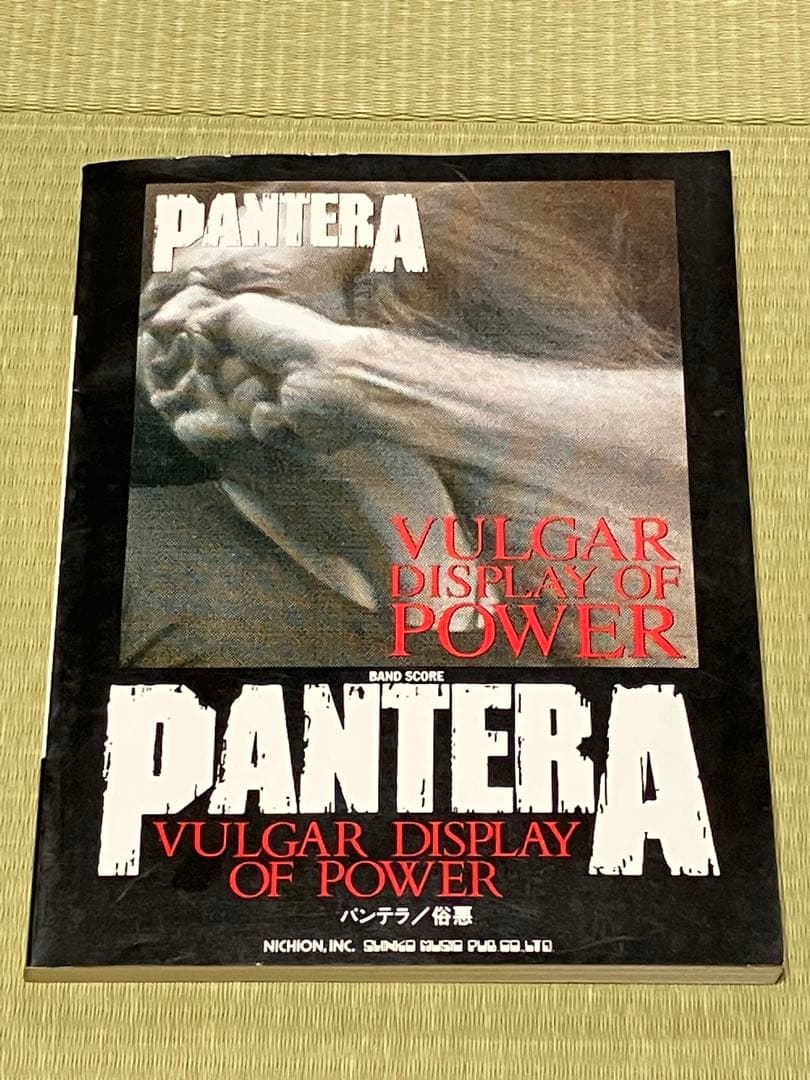 PANTERA
VULGAR
DISPLAY OF
POWER
BAND SCORE
PANTERA
VULGAR DISPLAY
OF POWER
パンテラ/俗悪
NICHION, INC. SHINKO MUSIC PUB. CO., LTD.